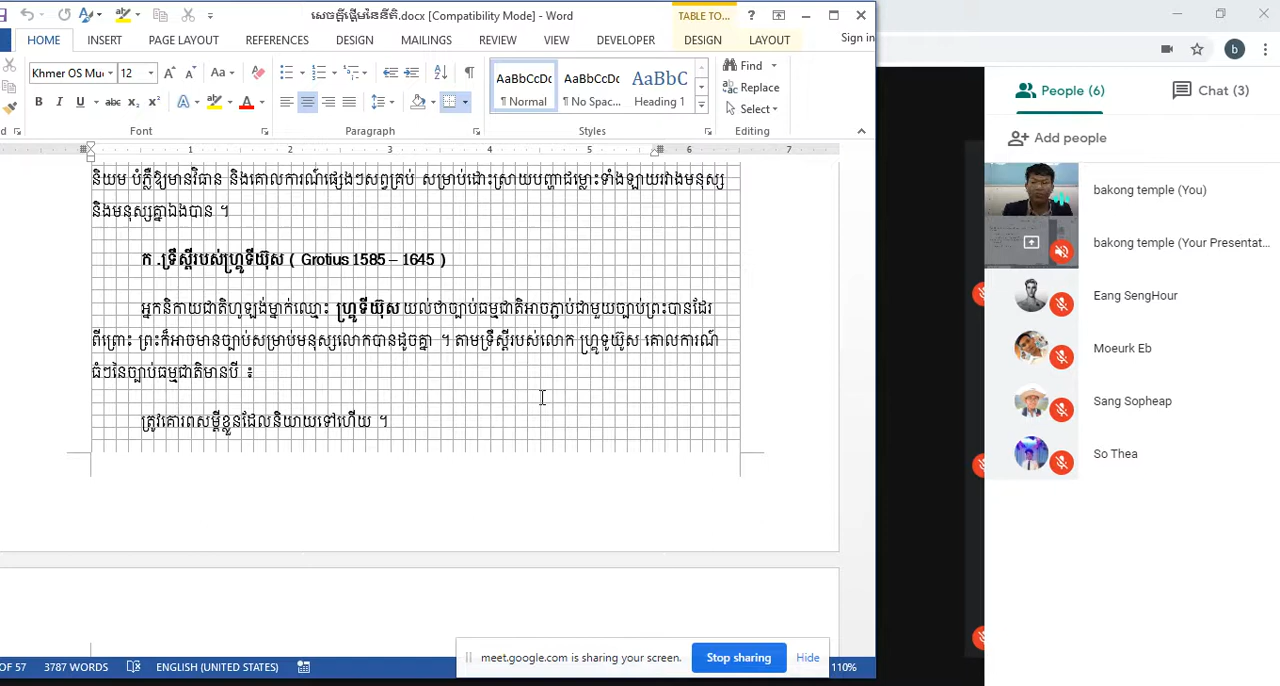 សេចក្ដីផ្ដើមនៃនីតិ.docx [Compatibility Mode] - Word
TABLE TO...
HOME INSERT PAGE LAYOUT REFERENCES DESIGN MAILINGS REVIEW VIEW DEVELOPER DESIGN LAYOUT Sign in
Khmer OS Mu 12
AaBbCcDc AaBbCcDc AaBbC
¶ Normal ¶ No Spac... Heading 1
Find
Replace
Select
Font Paragraph Styles Editing
1 2 3 4 5 6 7
និយម បំភ្លឺឱ្យមានវិធាន និងគោលការណ៍ផ្សេងៗសព្វគ្រប់ សម្រាប់ដោះស្រាយបញ្ហាជម្លោះទាំងឡាយរវាងមនុស្ស
និងមនុស្សគ្នាឯងបាន ។
ក .ទ្រឹស្តីរបស់ហ្គ្រូទីយ៊ុស ( Grotius 1585 – 1645 )
អ្នកនិកាយជាតិហូឡង់ម្នាក់ឈ្មោះ ហ្គ្រូទីយ៊ុស យល់ថាច្បាប់ធម្មជាតិអាចភ្ជាប់ជាមួយច្បាប់ព្រះបានដែរ
ពីព្រោះ ព្រះក៏អាចមានច្បាប់សម្រាប់មនុស្សលោកបានដូចគ្នា ។ តាមទ្រឹស្តីរបស់លោក ហ្គ្រូទូយ៊ូស គោលការណ៍
ធំៗនៃច្បាប់ធម្មជាតិមានបី ៖
ត្រូវគោរពសម្តីខ្លួនដែលនិយាយទៅហើយ ។
OF 57 3787 WORDS ENGLISH (UNITED STATES) 110%
meet.google.com is sharing your screen. Stop sharing Hide
b
People (6) Chat (3)
Add people
bakong temple (You)
bakong temple (Your Presentat...
Eang SengHour
Moeurk Eb
Sang Sopheap
So Thea